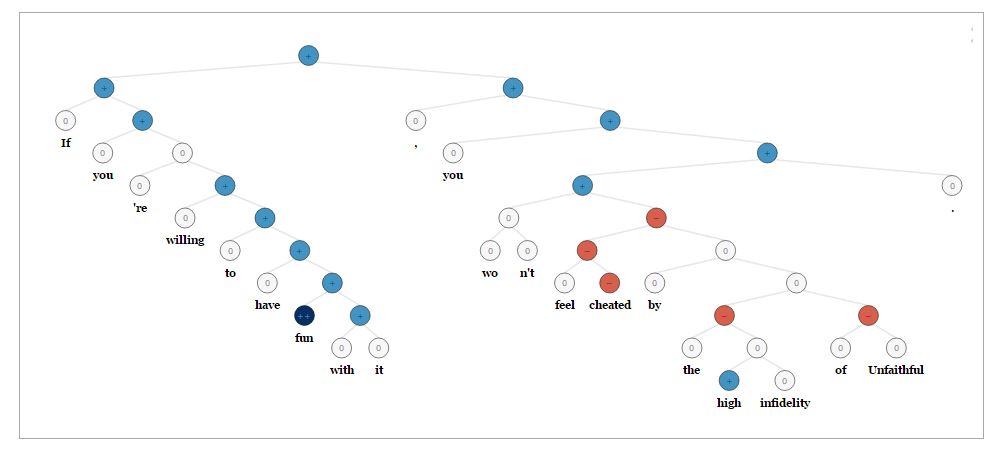 +
+ +
0 + 0 +
If ,
0 0 0 +
you you
0 + + 0
're .
0 + 0 −
willing
0 + 0 0 − 0
to wo n't
0 + 0 − 0 0
have feel cheated by
++ + − −
fun
0 0 0 0 0 0
with it the of Unfaithful
+ 0
high infidelity